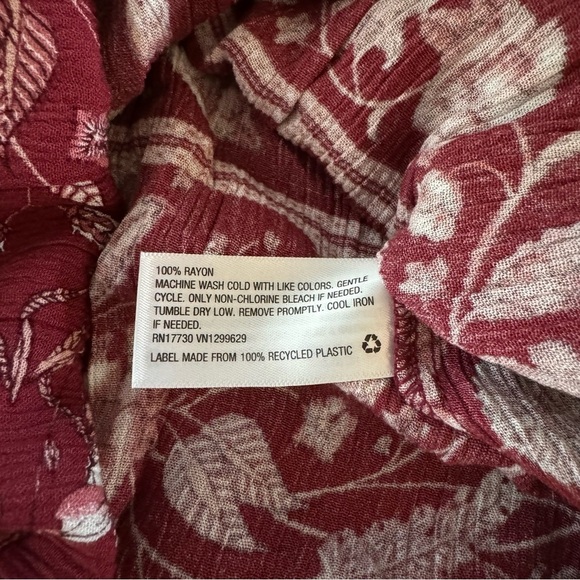 100% RAYON
MACHINE WASH COLD WITH LIKE COLORS. GENTLE
CYCLE. ONLY NON-CHLORINE BLEACH IF NEEDED.
TUMBLE DRY LOW. REMOVE PROMPTLY. COOL IRON
IF NEEDED.
RN17730 VN1299629
LABEL MADE FROM 100% RECYCLED PLASTIC